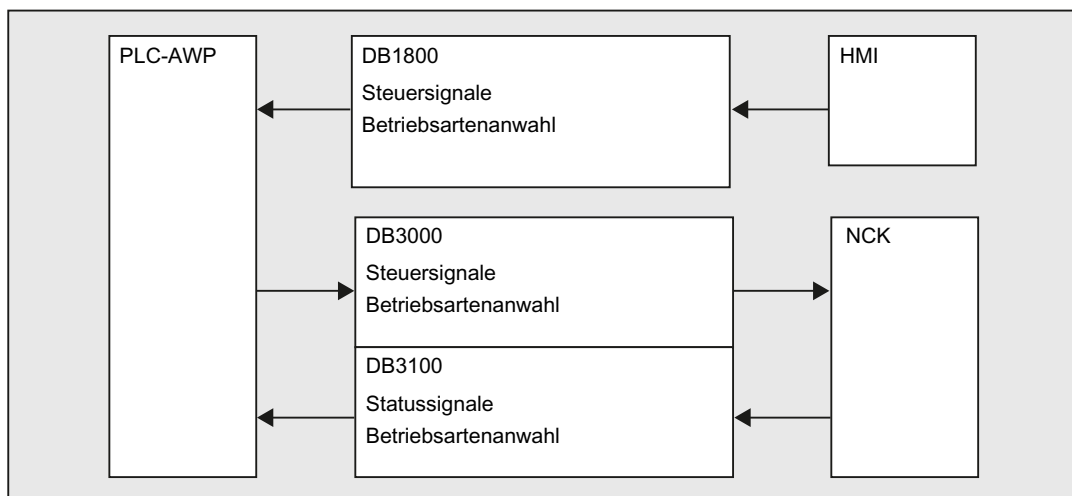 PLC-AWP
DB1800
Steuersignale
Betriebsartenanwahl
HMI
DB3000
Steuersignale
Betriebsartenanwahl
NCK
DB3100
Statussignale
Betriebsartenanwahl